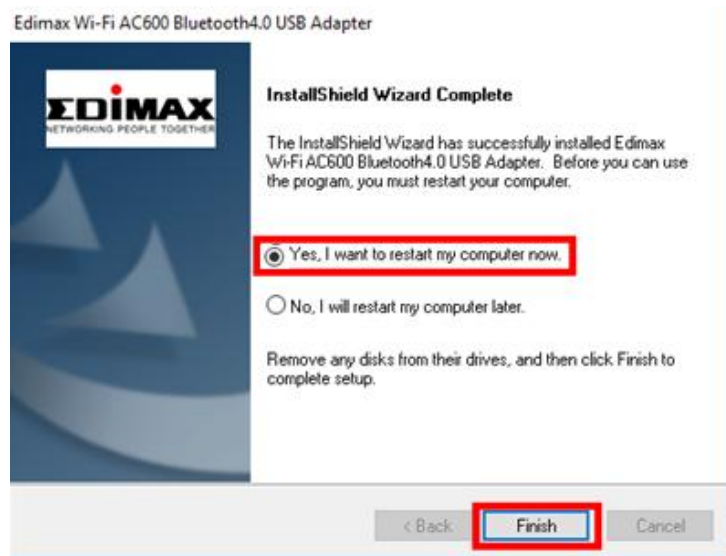 Edimax Wi-Fi AC600 Bluetooth4.0 USB Adapter
EDIMAX
NETWORKING PEOPLE TOGETHER
InstallShield Wizard Complete
The InstallShield Wizard has successfully installed Edimax
Wi-Fi AC600 Bluetooth4.0 USB Adapter. Before you can use
the program, you must restart your computer.
Yes, I want to restart my computer now.
No, I will restart my computer later.
Remove any disks from their drives, and then click Finish to
complete setup.
< Back Finish Cancel